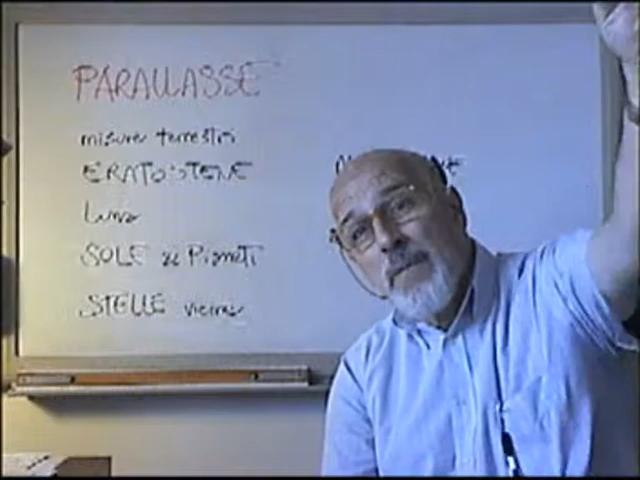 PARALLASSE
misure terrestri
ERATOSTENE
Luna
SOLE e Pianeti
STELLE vicine